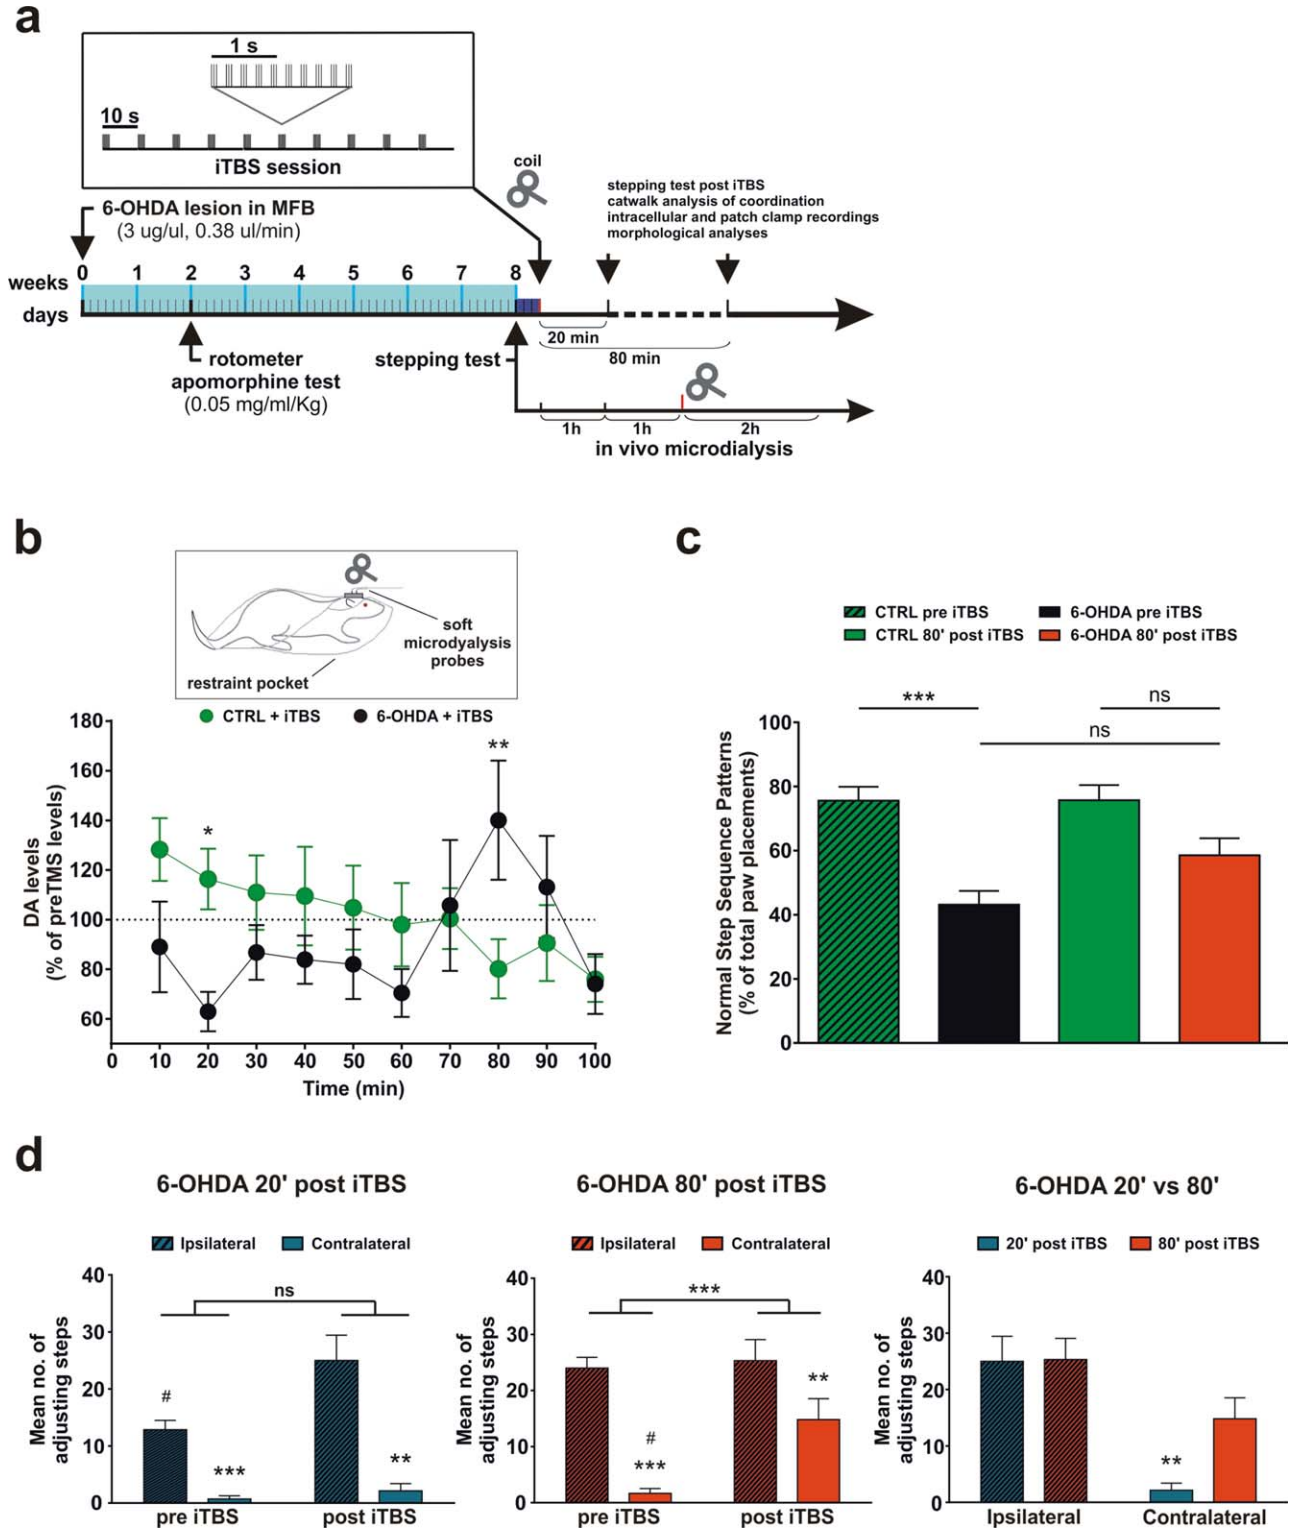 a
1 s
10 s
iTBS session
coil
stepping test post iTBS
catwalk analysis of coordination
intracellular and patch clamp recordings
morphological analyses
6-OHDA lesion in MFB
(3 ug/ul, 0.38 ul/min)
weeks
0 1 2 3 4 5 6 7 8
days
20 min
80 min
rotometer
apomorphine test
(0.05 mg/ml/Kg)
stepping test
1h 1h 2h
in vivo microdialysis
b
soft
microdyalysis
probes
restraint pocket
CTRL + iTBS 6-OHDA + iTBS
DA levels
(% of preTMS levels)
180
160
140
120
100
80
60
*
**
0 10 20 30 40 50 60 70 80 90 100
Time (min)
c
CTRL pre iTBS 6-OHDA pre iTBS
CTRL 80' post iTBS 6-OHDA 80' post iTBS
Normal Step Sequence Patterns
(% of total paw placements)
*** ns
ns
100
80
60
40
20
0
d
6-OHDA 20' post iTBS
Ipsilateral Contralateral
Mean no. of
adjusting steps
40
30
20
10
0
ns
#
***
**
pre iTBS post iTBS
6-OHDA 80' post iTBS
Ipsilateral Contralateral
Mean no. of
adjusting steps
40
30
20
10
0
***
#
***
**
pre iTBS post iTBS
6-OHDA 20' vs 80'
20' post iTBS 80' post iTBS
Mean no. of
adjusting steps
40
30
20
10
0
**
Ipsilateral Contralateral